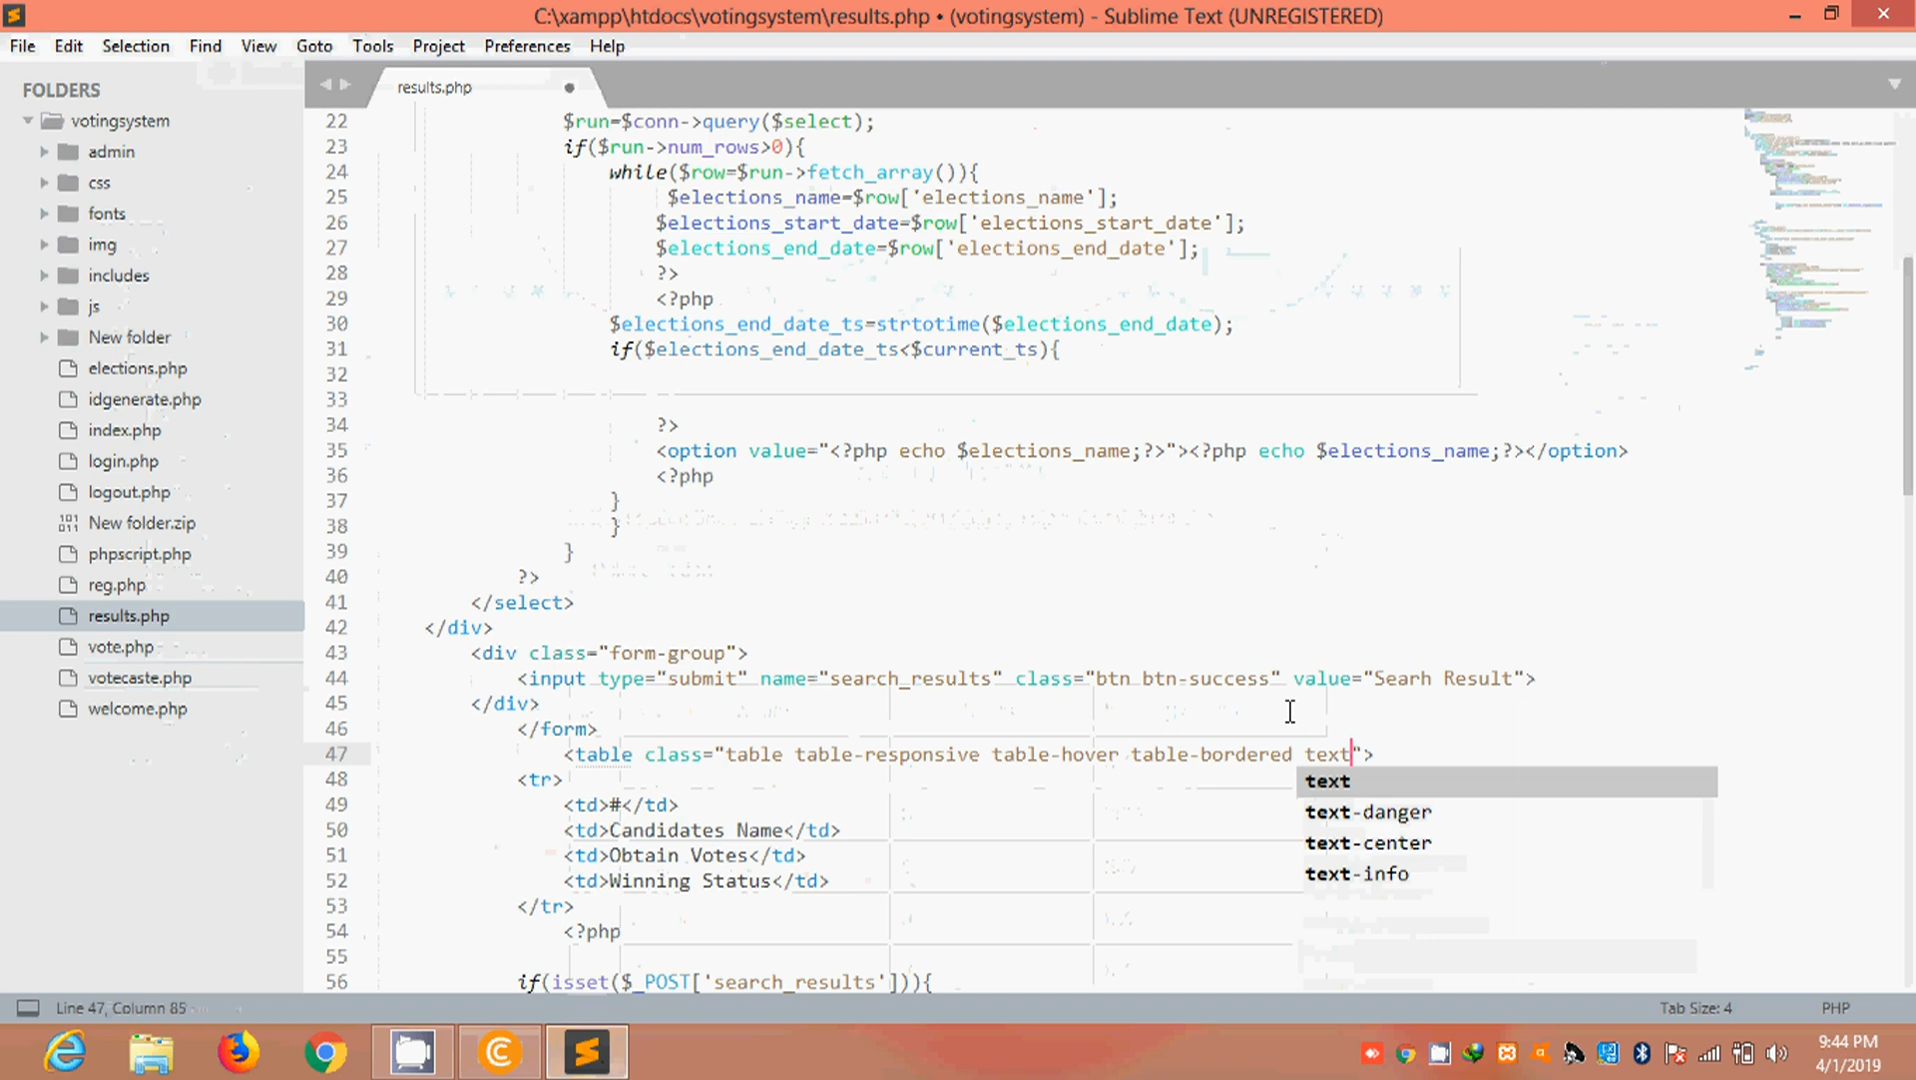 C:\xampp\htdocs\votingsystem\results.php • (votingsystem) - Sublime Text (UNREGISTERED)
File Edit Selection Find View Goto Tools Project Preferences Help
FOLDERS
votingsystem
admin
css
fonts
img
includes
js
New folder
elections.php
idgenerate.php
index.php
login.php
logout.php
New folder.zip
phpscript.php
reg.php
results.php
vote.php
votecaste.php
welcome.php
results.php
22 $run=$conn->query($select);
23 if($run->num_rows>0){
24 while($row=$run->fetch_array()){
25 $elections_name=$row['elections_name'];
26 $elections_start_date=$row['elections_start_date'];
27 $elections_end_date=$row['elections_end_date'];
28 ?>
29 <?php
30 $elections_end_date_ts=strtotime($elections_end_date);
31 if($elections_end_date_ts<$current_ts){
32
33
34 ?>
35 <option value="<?php echo $elections_name;?>"><?php echo $elections_name;?></option>
36 <?php
37 }
38 }
39 }
40 ?>
41 </select>
42 </div>
43 <div class="form-group">
44 <input type="submit" name="search_results" class="btn btn-success" value="Searh Result">
45 </div>
46 </form>
47 <table class="table table-responsive table-hover table-bordered text">
48 <tr>
49 <td>#</td>
50 <td>Candidates Name</td>
51 <td>Obtain Votes</td>
52 <td>Winning Status</td>
53 </tr>
54 <?php
55
56 if(isset($_POST['search_results'])){
text
text-danger
text-center
text-info
Line 47, Column 85
Tab Size: 4
PHP
9:44 PM
4/1/2019